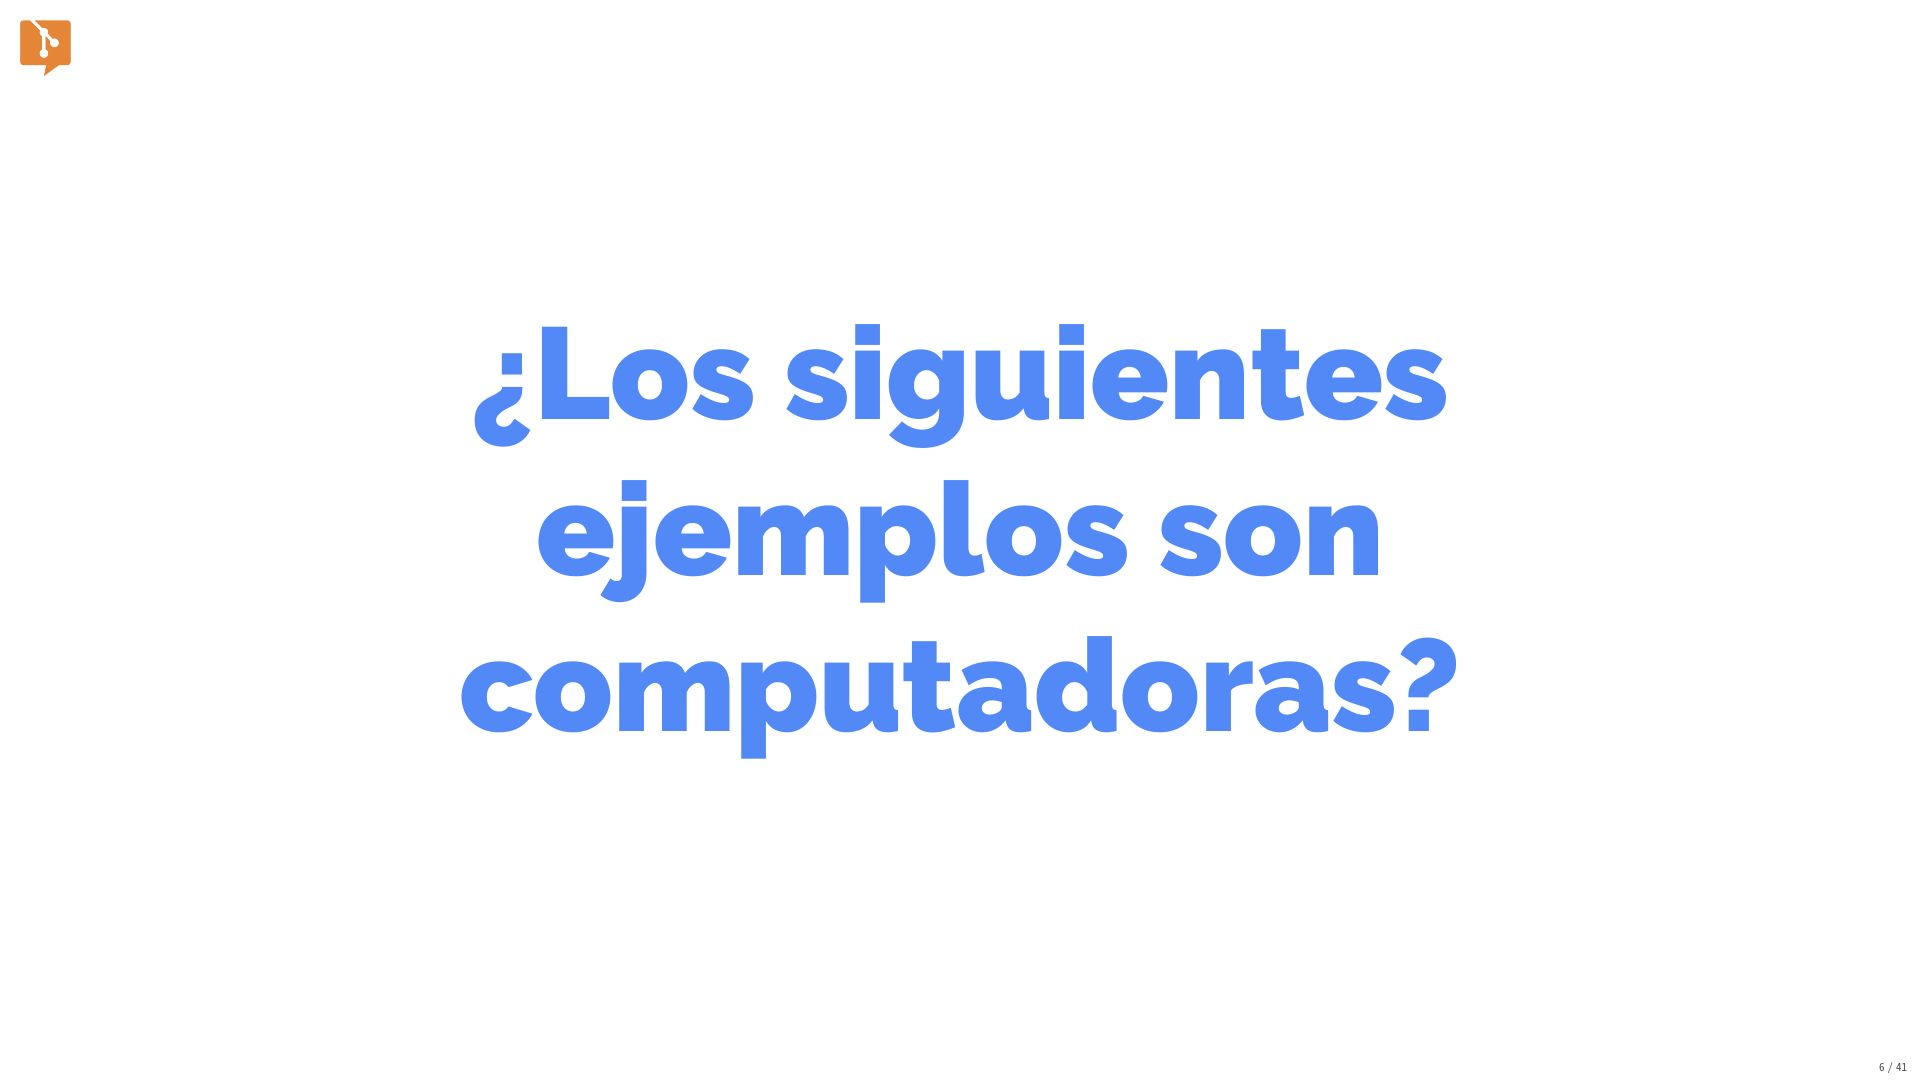 ¿Los siguientes
ejemplos son
computadoras?
6 / 41